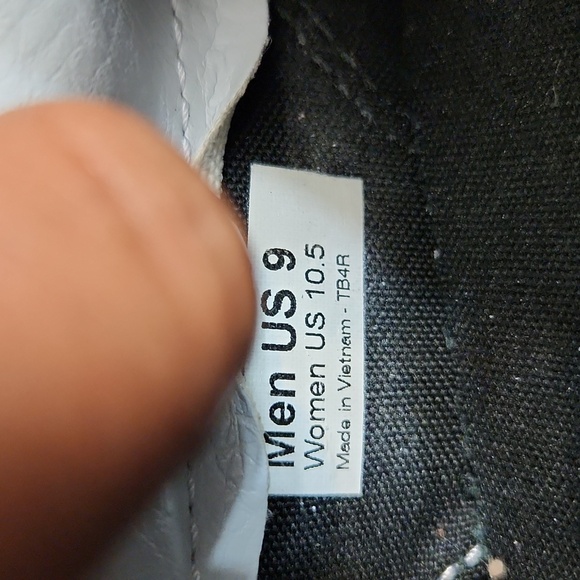 Men US 9
Women US 10.5
Made in Vietnam - TB4R